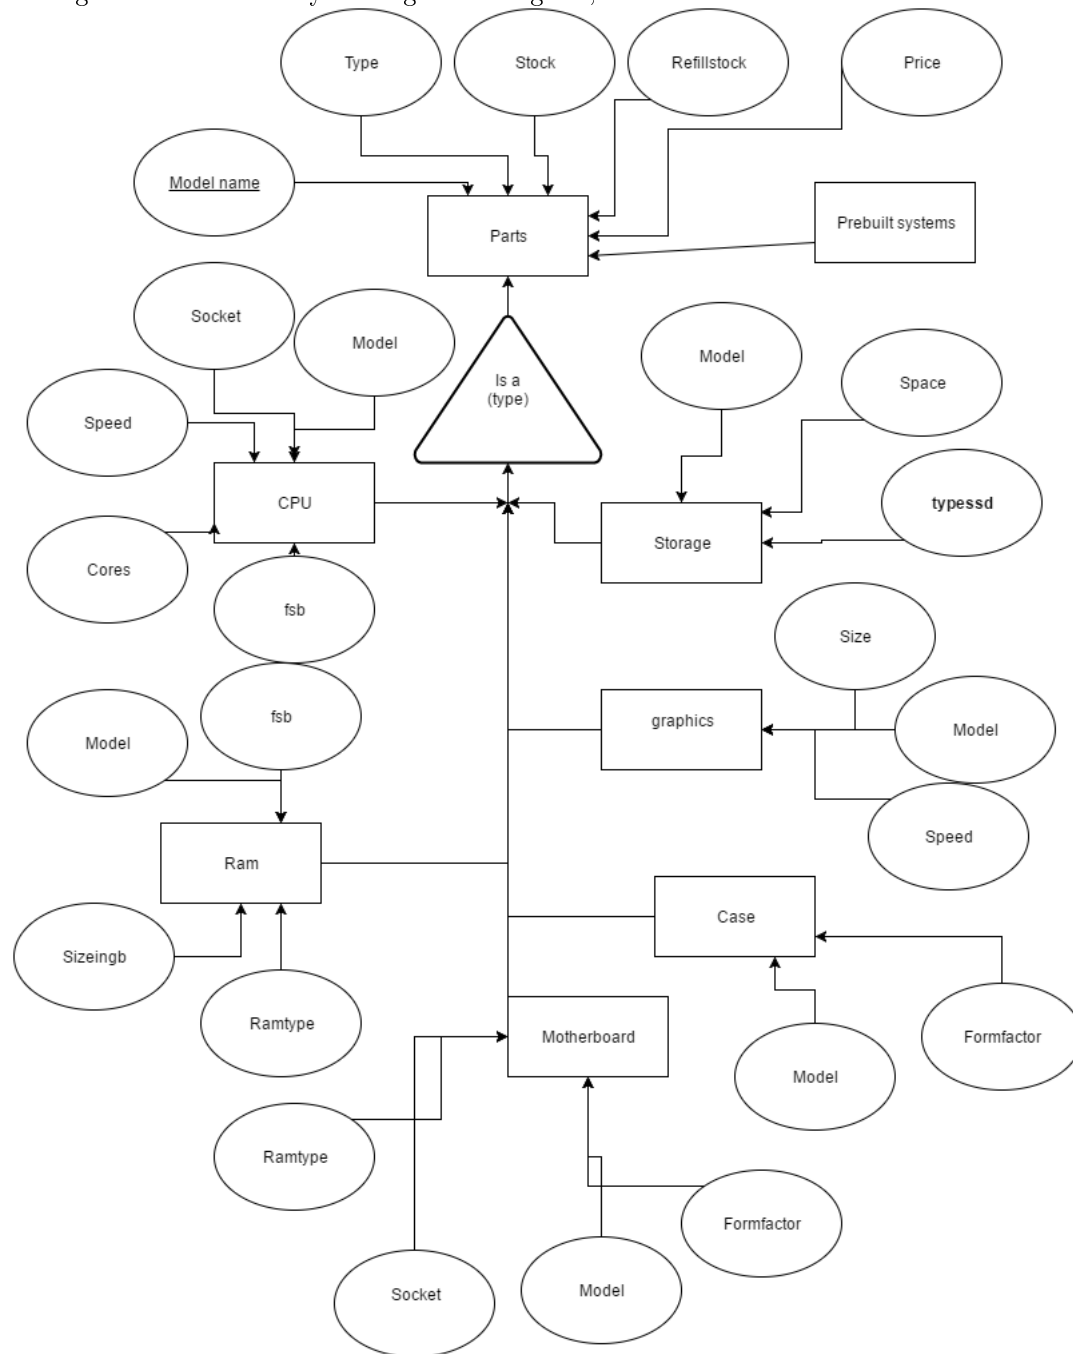 Type
Stock
Refillstock
Price
Model name
Prebuilt systems
Parts
Socket
Model
Is a
(type)
Model
Space
Speed
CPU
typessd
Storage
Cores
fsb
Size
fsb
graphics
Model
Model
Speed
Ram
Case
Sizeingb
Ramtype
Motherboard
Formfactor
Model
Ramtype
Formfactor
Socket
Model